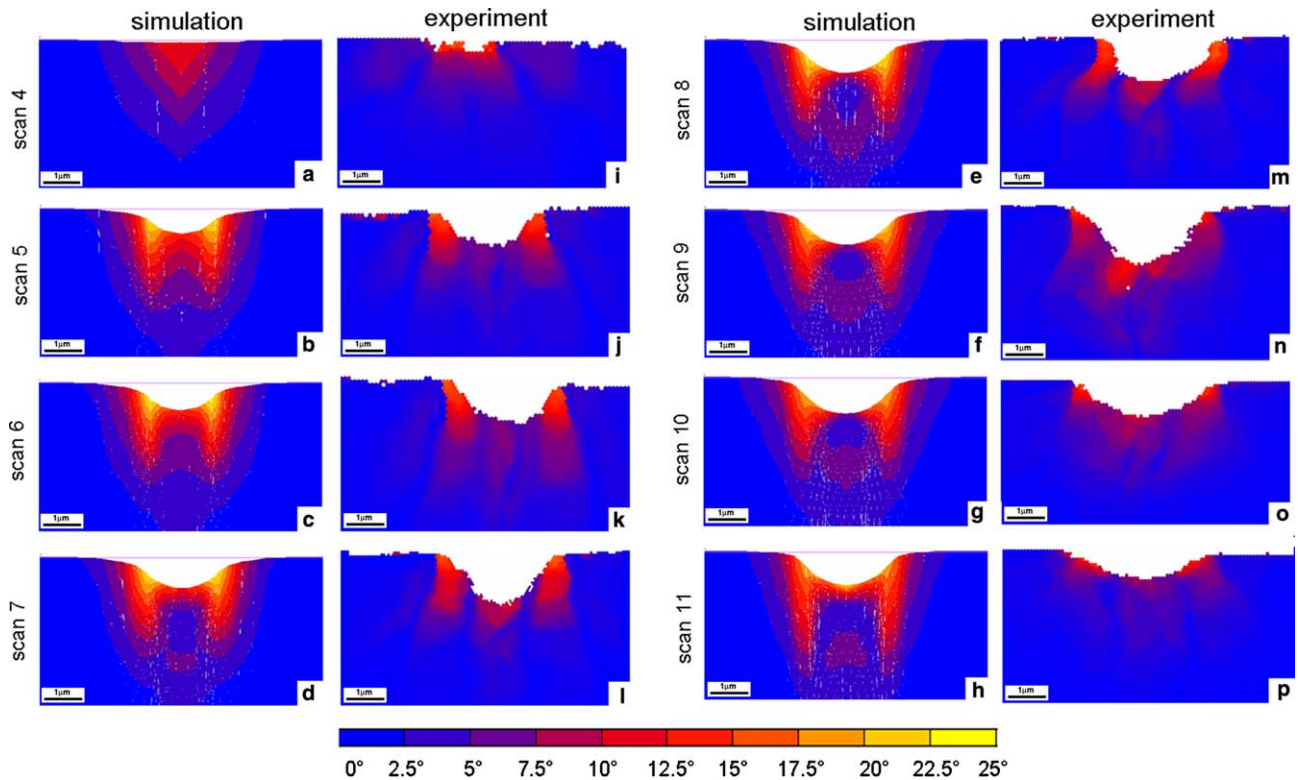 simulation experiment simulation experiment
scan 4
1µm a
1µm i
scan 8
1µm e
1µm m
scan 5
1µm b
1µm j
scan 9
1µm f
1µm n
scan 6
1µm c
1µm k
scan 10
1µm g
1µm o
scan 7
1µm d
1µm l
scan 11
1µm h
1µm p
0° 2.5° 5° 7.5° 10° 12.5° 15° 17.5° 20° 22.5° 25°